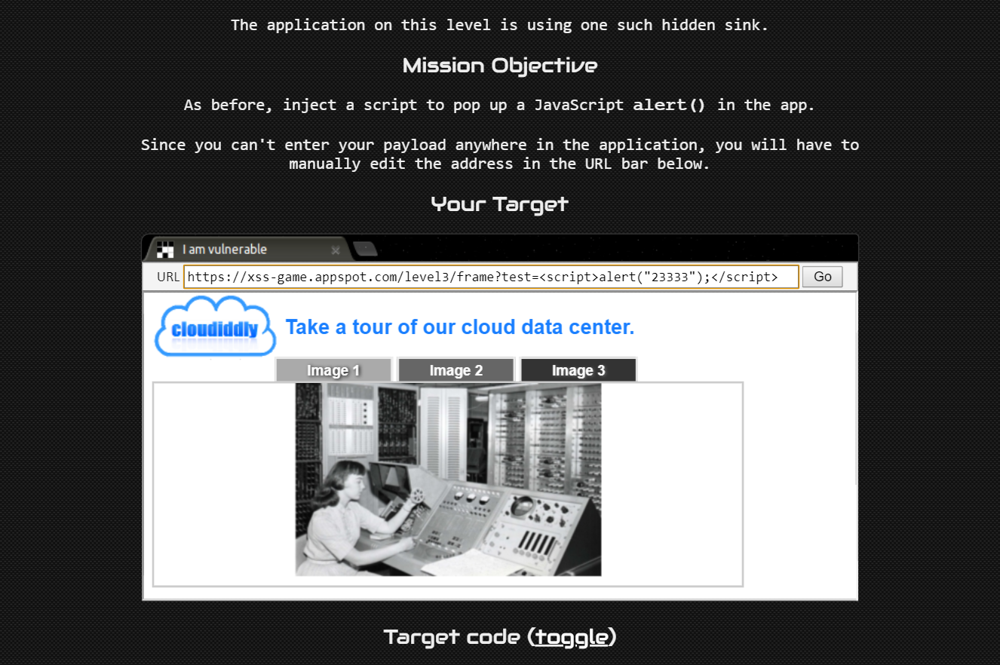 The application on this level is using one such hidden sink.
Mission Objective
As before, inject a script to pop up a JavaScript alert() in the app.
Since you can't enter your payload anywhere in the application, you will have to
manually edit the address in the URL bar below.
Your Target
I am vulnerable
URL https://xss-game.appspot.com/level3/frame?test=<script>alert("23333");</script> Go
cloudiddly
Take a tour of our cloud data center.
Image 1 Image 2 Image 3
Target code (toggle)